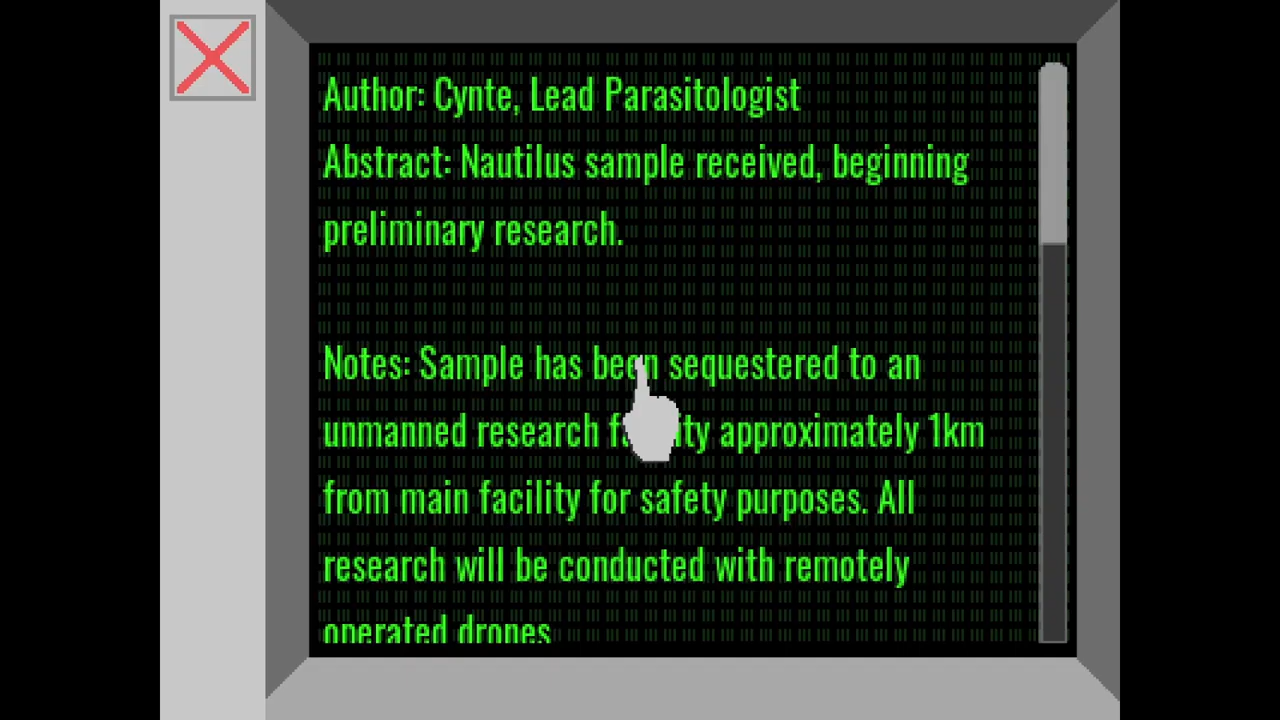 Author: Cynte, Lead Parasitologist
Abstract: Nautilus sample received, beginning
preliminary research.
Notes: Sample has been sequestered to an
unmanned research facility approximately 1km
from main facility for safety purposes. All
research will be conducted with remotely
operated drones